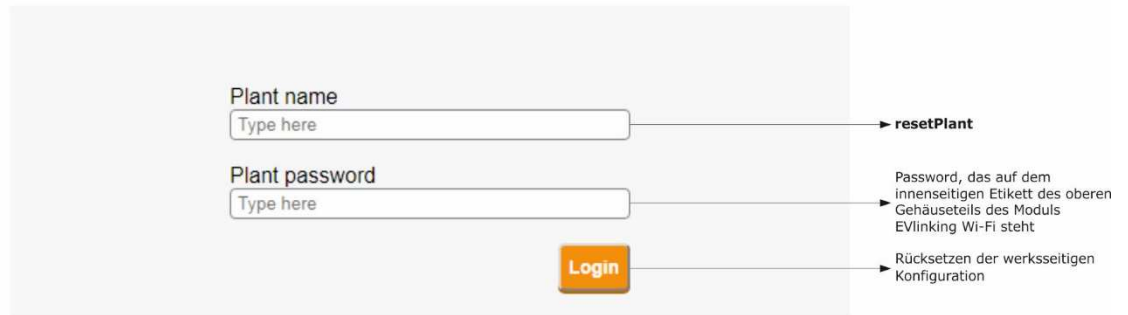 Plant name
Type here
resetPlant
Plant password
Type here
Password, das auf dem
innenseitigen Etikett des oberen
Gehäuseteils des Moduls
EVlinking Wi-Fi steht
Login
Rücksetzen der werksseitigen
Konfiguration